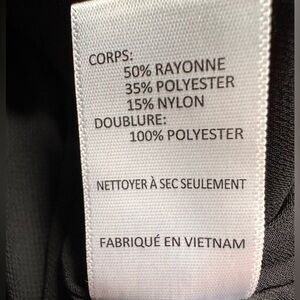 CORPS:
50% RAYONNE
35% POLYESTER
15% NYLON
DOUBLURE:
100% POLYESTER
NETTOYER À SEC SEULEMENT
FABRIQUÉ EN VIETNAM